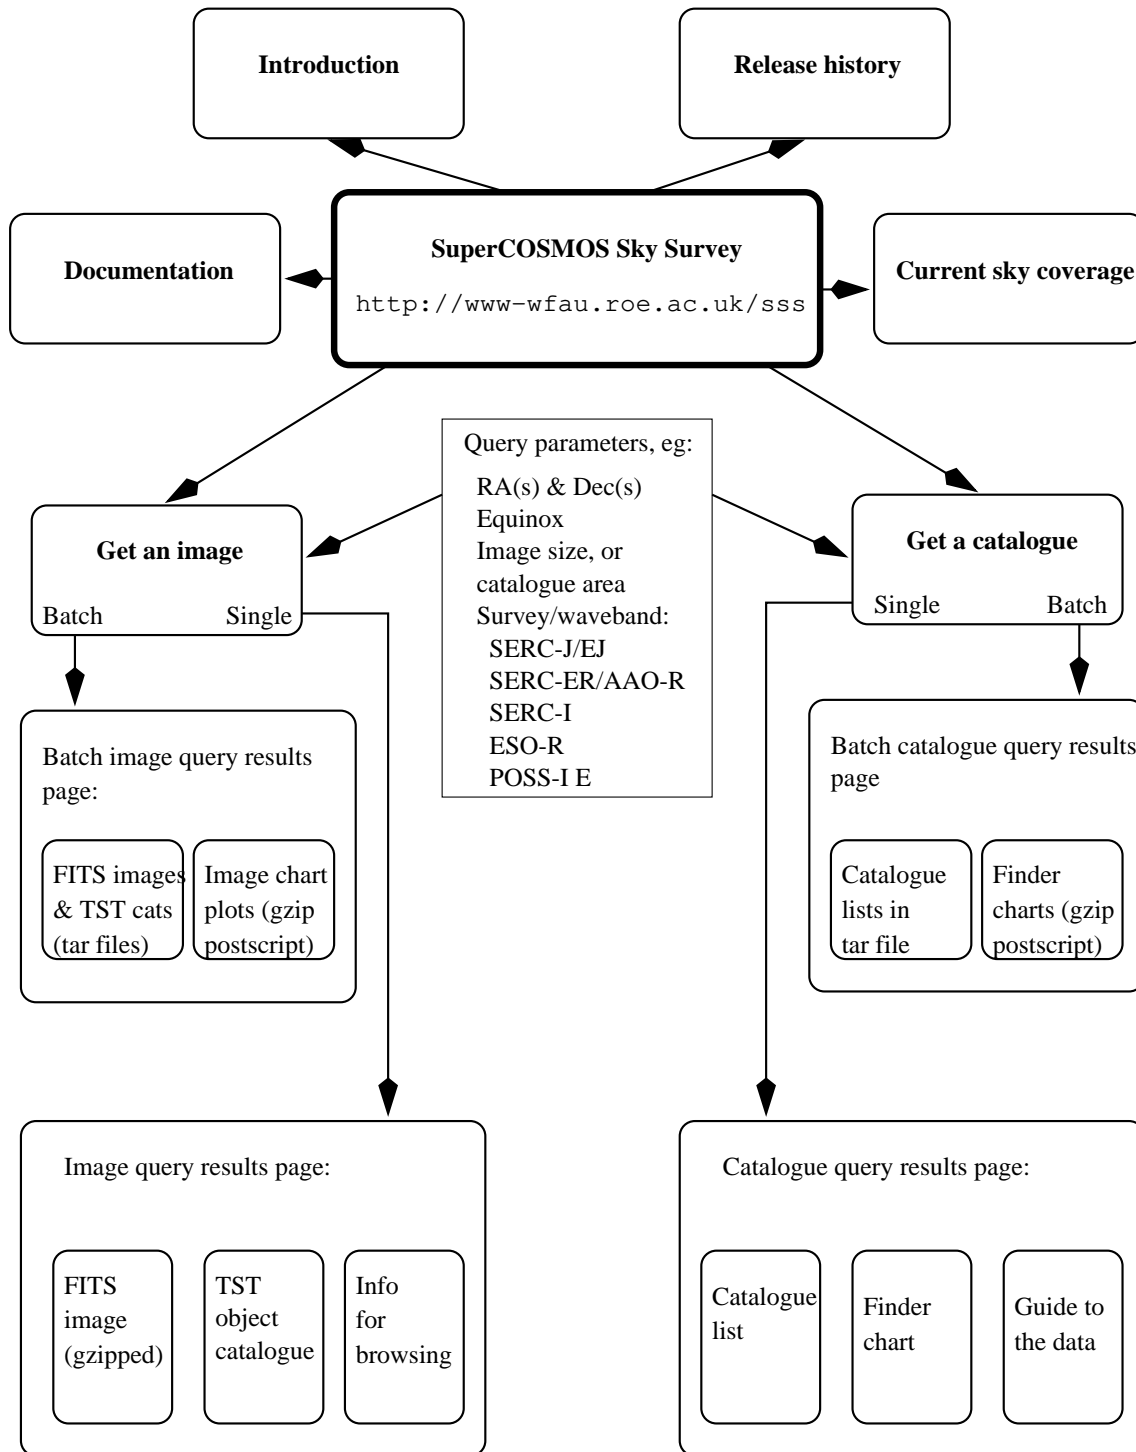 Introduction
Release history
SuperCOSMOS Sky Survey
http://www-wfau.roe.ac.uk/sss
Documentation
Current sky coverage
Query parameters, eg:
RA(s) & Dec(s)
Equinox
Image size, or
catalogue area
Survey/waveband:
SERC-J/EJ
SERC-ER/AAO-R
SERC-I
ESO-R
POSS-I E
Get an image
Batch
Single
Get a catalogue
Single
Batch
Batch image query results
page:
FITS images
& TST cats
(tar files)
Image chart
plots (gzip
postscript)
Batch catalogue query results
page
Catalogue
lists in
tar file
Finder
charts (gzip
postscript)
Image query results page:
FITS
image
(gzipped)
TST
object
catalogue
Info
for
browsing
Catalogue query results page:
Catalogue
list
Finder
chart
Guide to
the data